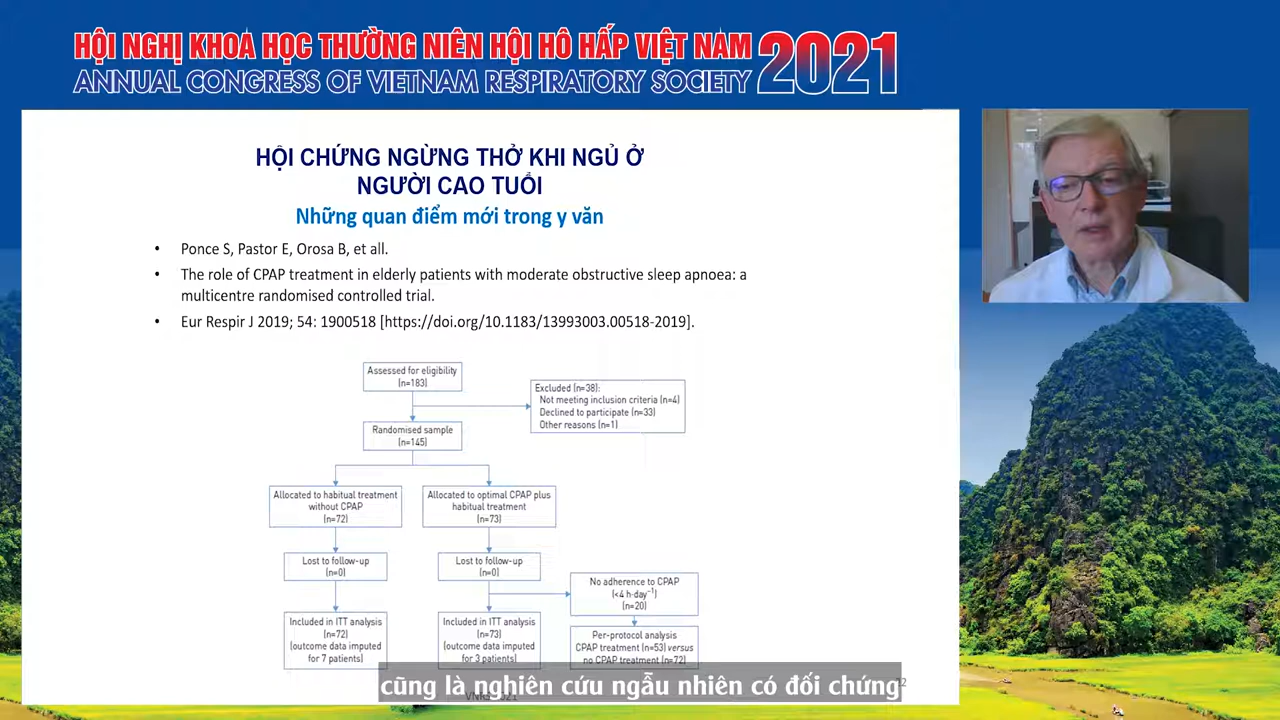 HỘI NGHỊ KHOA HỌC THƯỜNG NIÊN HỘI HÔ HẤP VIỆT NAM
2021
ANNUAL CONGRESS OF VIETNAM RESPIRATORY SOCIETY
HỘI CHỨNG NGỪNG THỞ KHI NGỦ Ở
NGƯỜI CAO TUỔI
Những quan điểm mới trong y văn
• Ponce S, Pastor E, Orosa B, et all.
• The role of CPAP treatment in elderly patients with moderate obstructive sleep apnoea: a
multicentre randomised controlled trial.
• Eur Respir J 2019; 54: 1900518 [https://doi.org/10.1183/13993003.00518-2019].
Assessed for eligibility
(n=183)
Excluded (n=38):
Not meeting inclusion criteria (n=4)
Declined to participate (n=33)
Other reasons (n=1)
Randomised sample
(n=145)
Allocated to habitual treatment
without CPAP
(n=72)
Allocated to optimal CPAP plus
habitual treatment
(n=73)
Lost to follow-up
(n=0)
Lost to follow-up
(n=0)
No adherence to CPAP
(<4 h·day⁻¹)
(n=20)
Included in ITT analysis
(n=72)
(outcome data imputed
for 7 patients)
Included in ITT analysis
(n=73)
(outcome data imputed
for 3 patients)
Per-protocol analysis
CPAP treatment (n=53) versus
no CPAP treatment (n=72)
cũng là nghiên cứu ngẫu nhiên có đối chứng